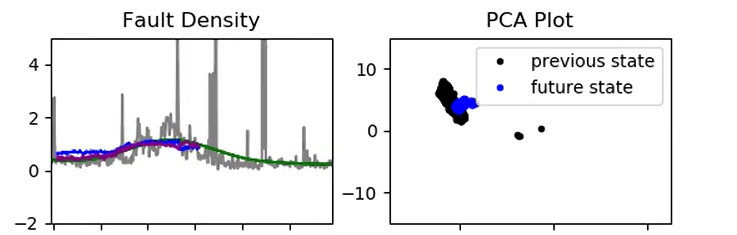 Fault Density
4
2
0
−2
PCA Plot
10
0
−10
previous state
future state